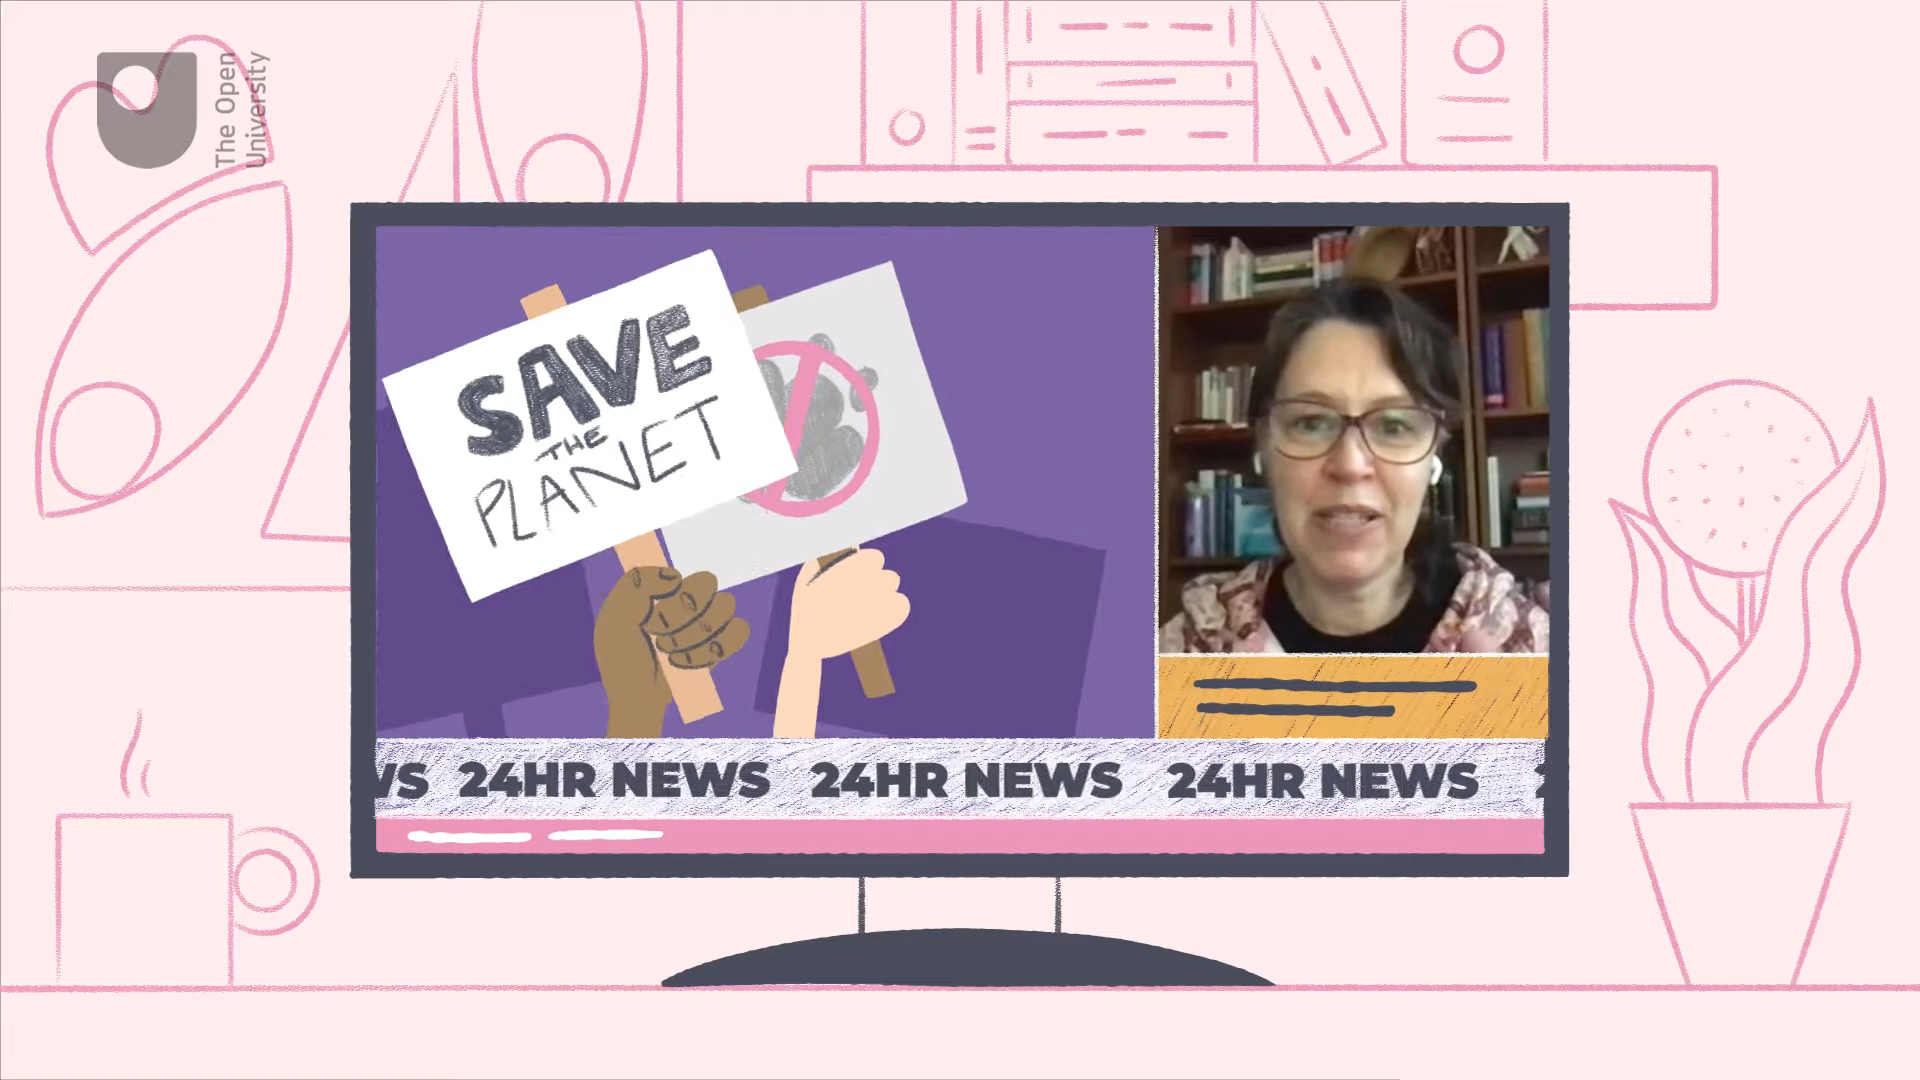 The Open
University
SAVE
THE
PLANET
24HR NEWS 24HR NEWS 24HR NEWS